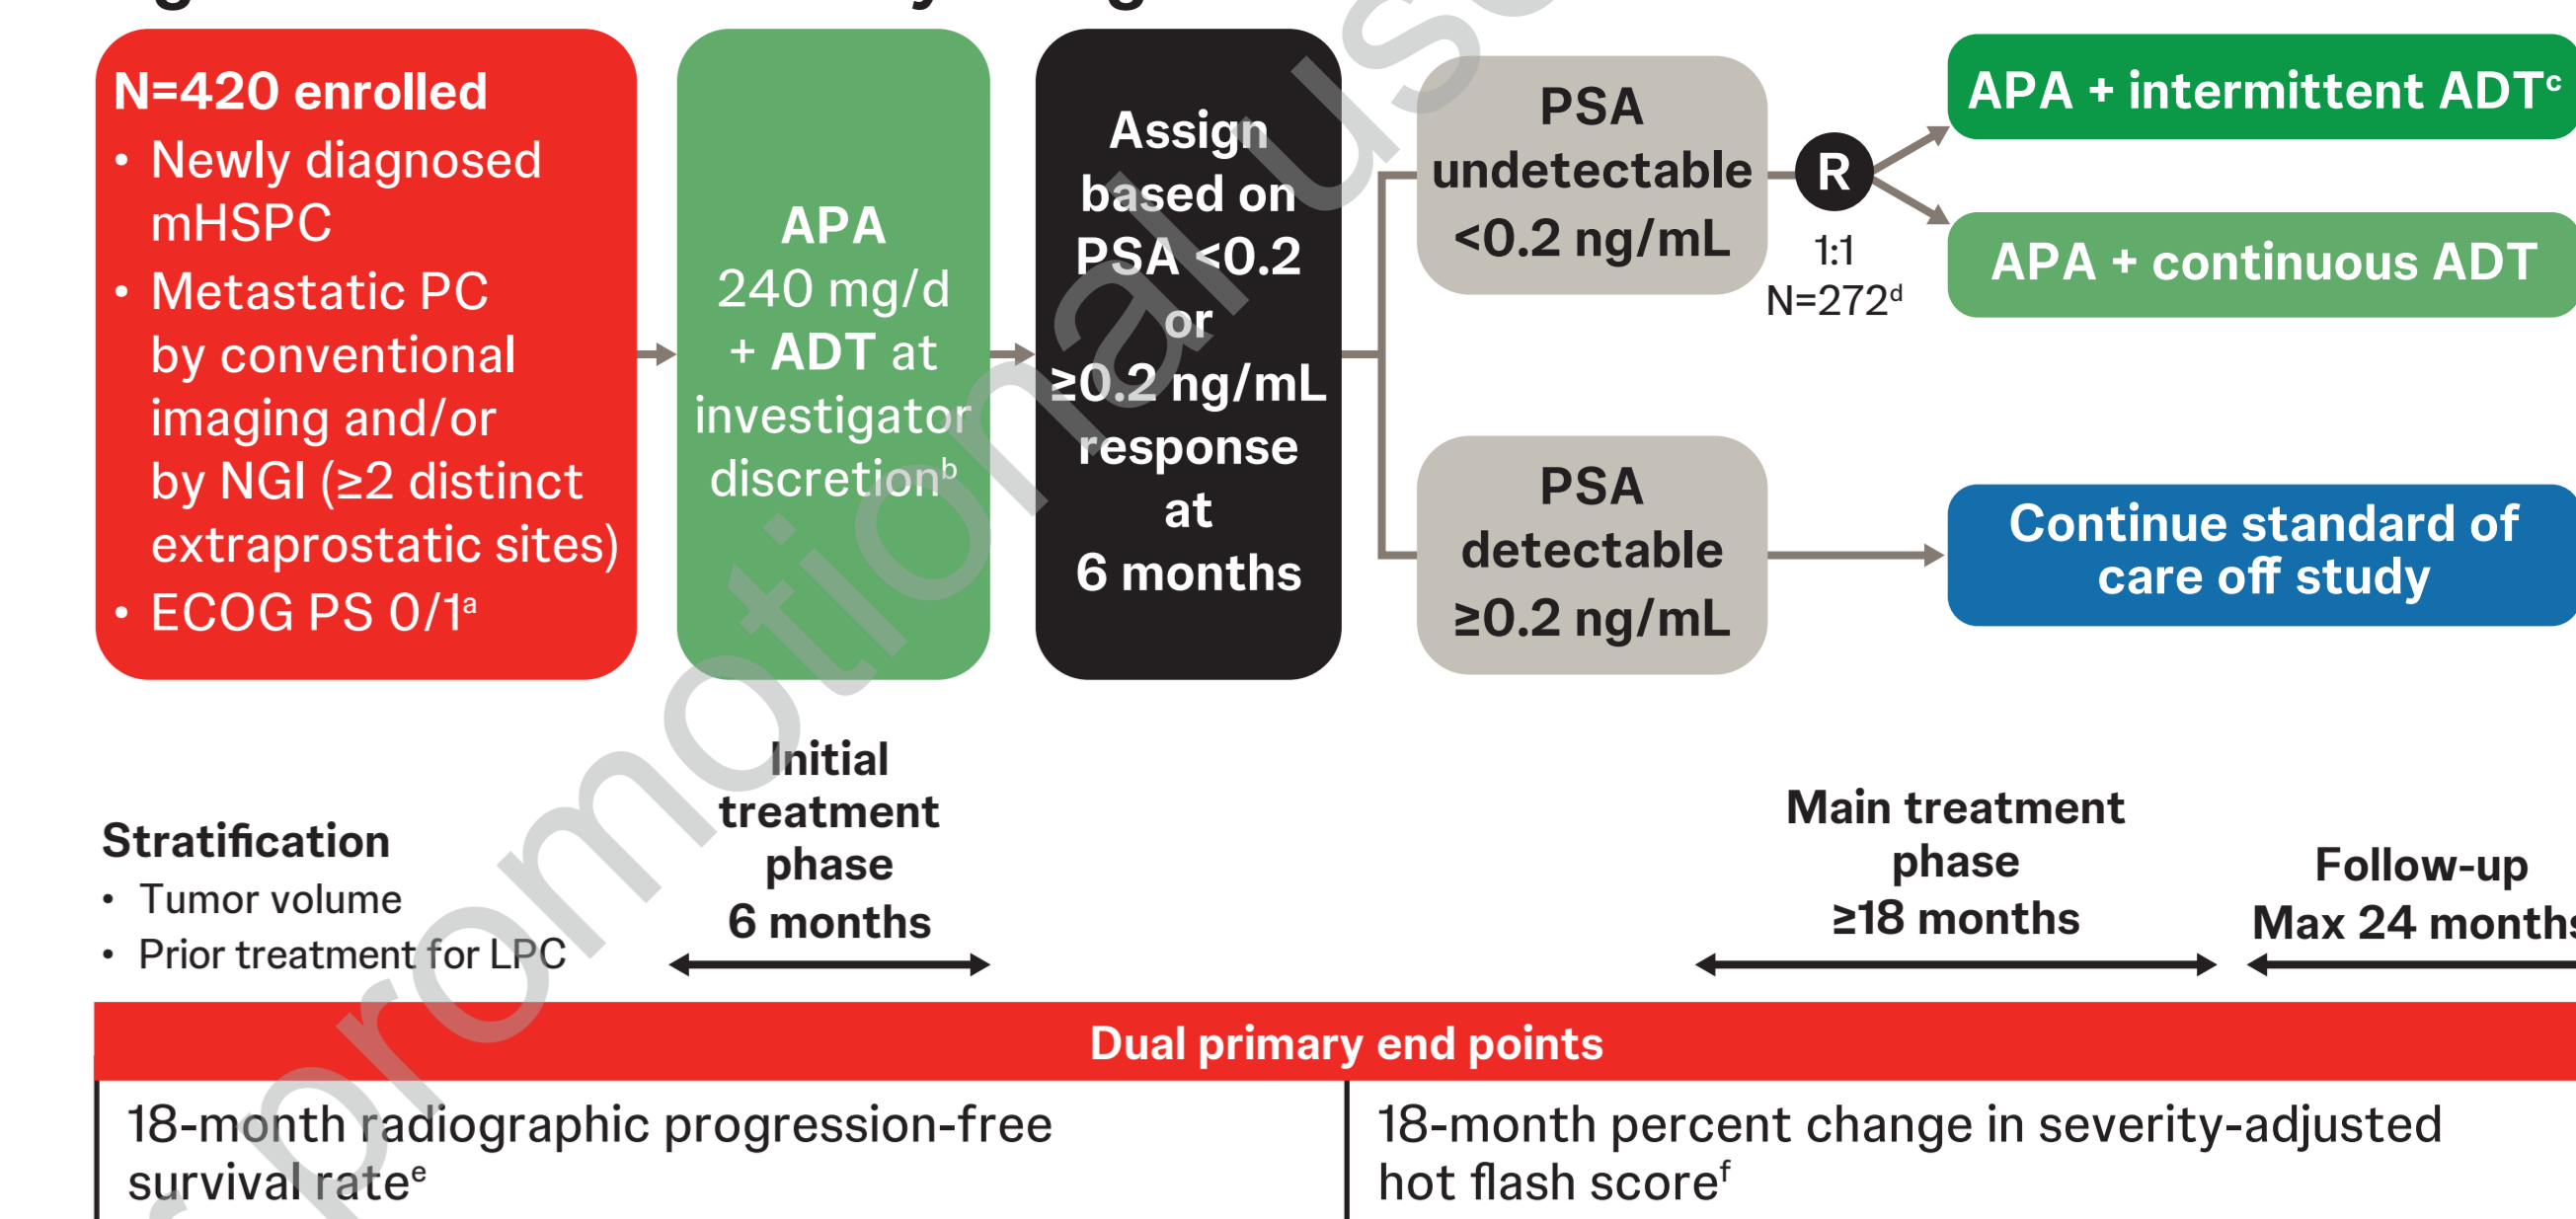 N=420 enrolled
• Newly diagnosed
mHSPC
• Metastatic PC
by conventional
imaging and/or
by NGI (≥2 distinct
extraprostatic sites)
• ECOG PS 0/1ᵃ
APA
240 mg/d
+ ADT at
investigator
discretionᵇ
Assign
based on
PSA <0.2
or
≥0.2 ng/mL
response
at
6 months
PSA
undetectable
<0.2 ng/mL
R
1:1
N=272ᵈ
APA + intermittent ADTᶜ
APA + continuous ADT
PSA
detectable
≥0.2 ng/mL
Continue standard of
care off study
Stratification
• Tumor volume
• Prior treatment for LPC
Initial
treatment
phase
6 months
Main treatment
phase
≥18 months
Follow-up
Max 24 months
Dual primary end points
18-month radiographic progression-free
survival rateᵉ
18-month percent change in severity-adjusted
hot flash scoreᶠ
promotional use